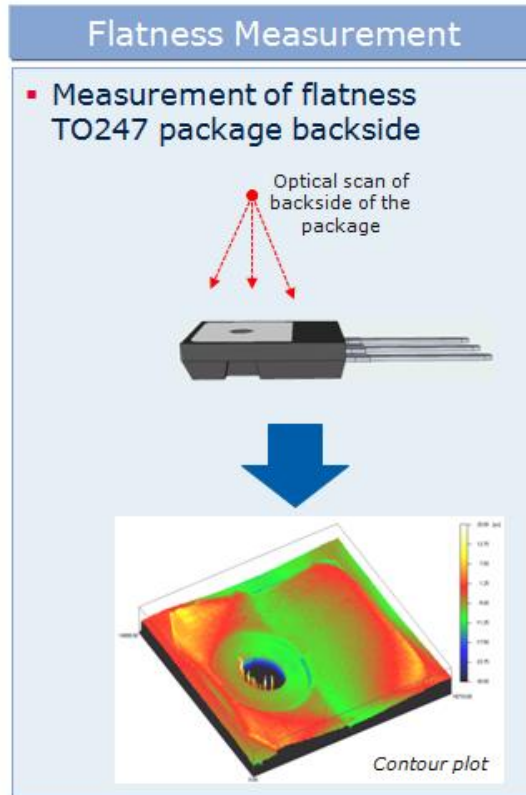 Flatness Measurement
Measurement of flatness
TO247 package backside
Optical scan of
backside of the
package
Contour plot